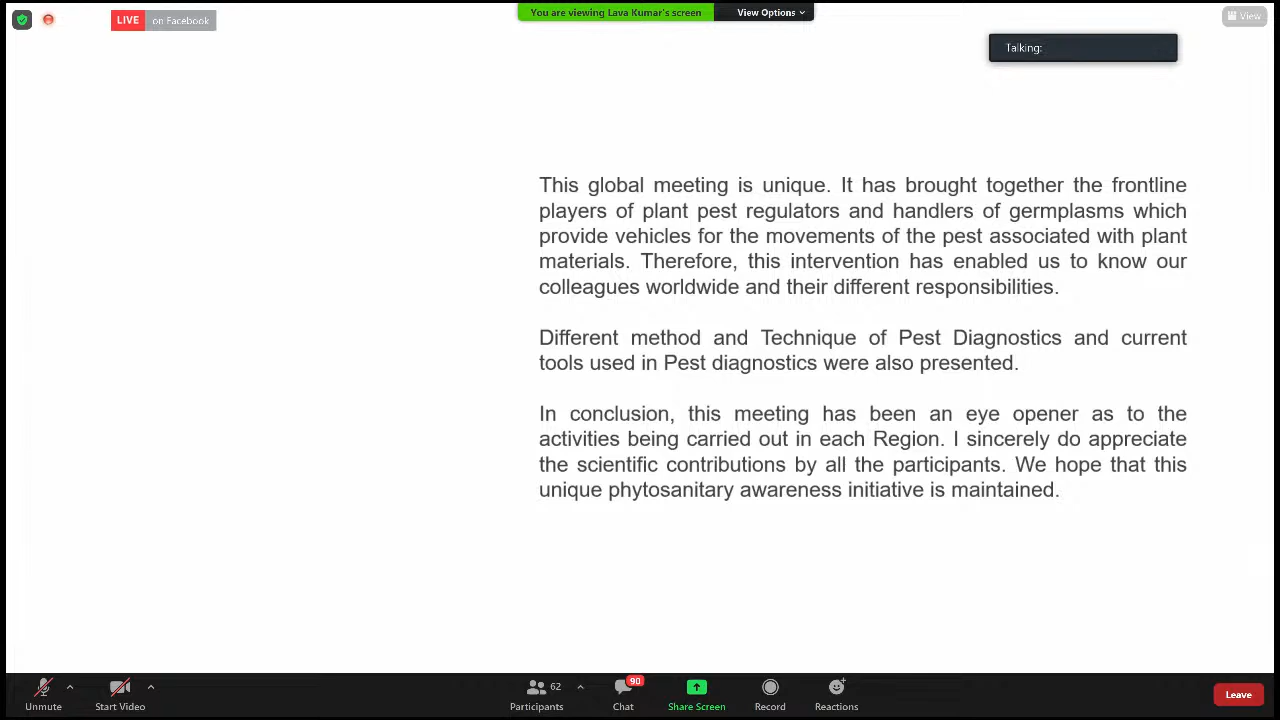 LIVE on Facebook
You are viewing Lava Kumar's screen View Options
View
Talking:
This global meeting is unique. It has brought together the frontline
players of plant pest regulators and handlers of germplasms which
provide vehicles for the movements of the pest associated with plant
materials. Therefore, this intervention has enabled us to know our
colleagues worldwide and their different responsibilities.
Different method and Technique of Pest Diagnostics and current
tools used in Pest diagnostics were also presented.
In conclusion, this meeting has been an eye opener as to the
activities being carried out in each Region. I sincerely do appreciate
the scientific contributions by all the participants. We hope that this
unique phytosanitary awareness initiative is maintained.
62 90
Unmute Start Video Participants Chat Share Screen Record Reactions Leave